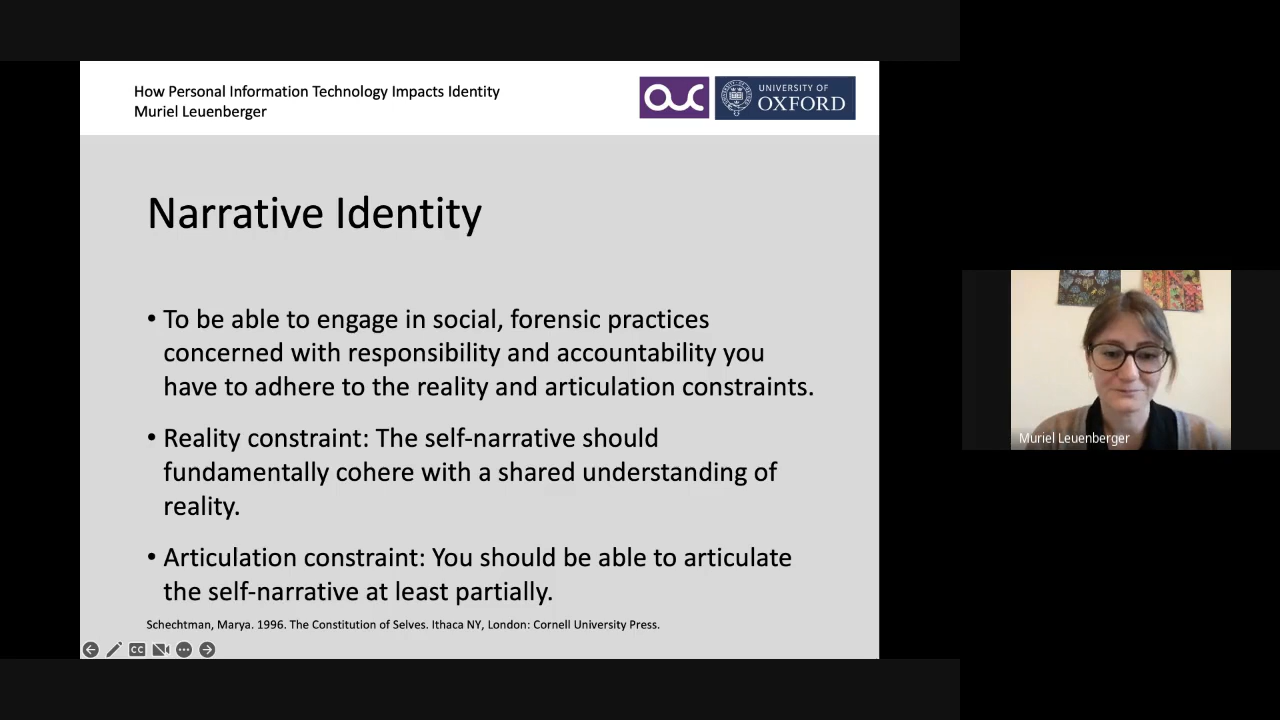 How Personal Information Technology Impacts Identity
Muriel Leuenberger
OUC
UNIVERSITY OF
OXFORD
Narrative Identity
• To be able to engage in social, forensic practices
concerned with responsibility and accountability you
have to adhere to the reality and articulation constraints.
• Reality constraint: The self-narrative should
fundamentally cohere with a shared understanding of
reality.
• Articulation constraint: You should be able to articulate
the self-narrative at least partially.
Schechtman, Marya. 1996. The Constitution of Selves. Ithaca NY, London: Cornell University Press.
CC
Muriel Leuenberger